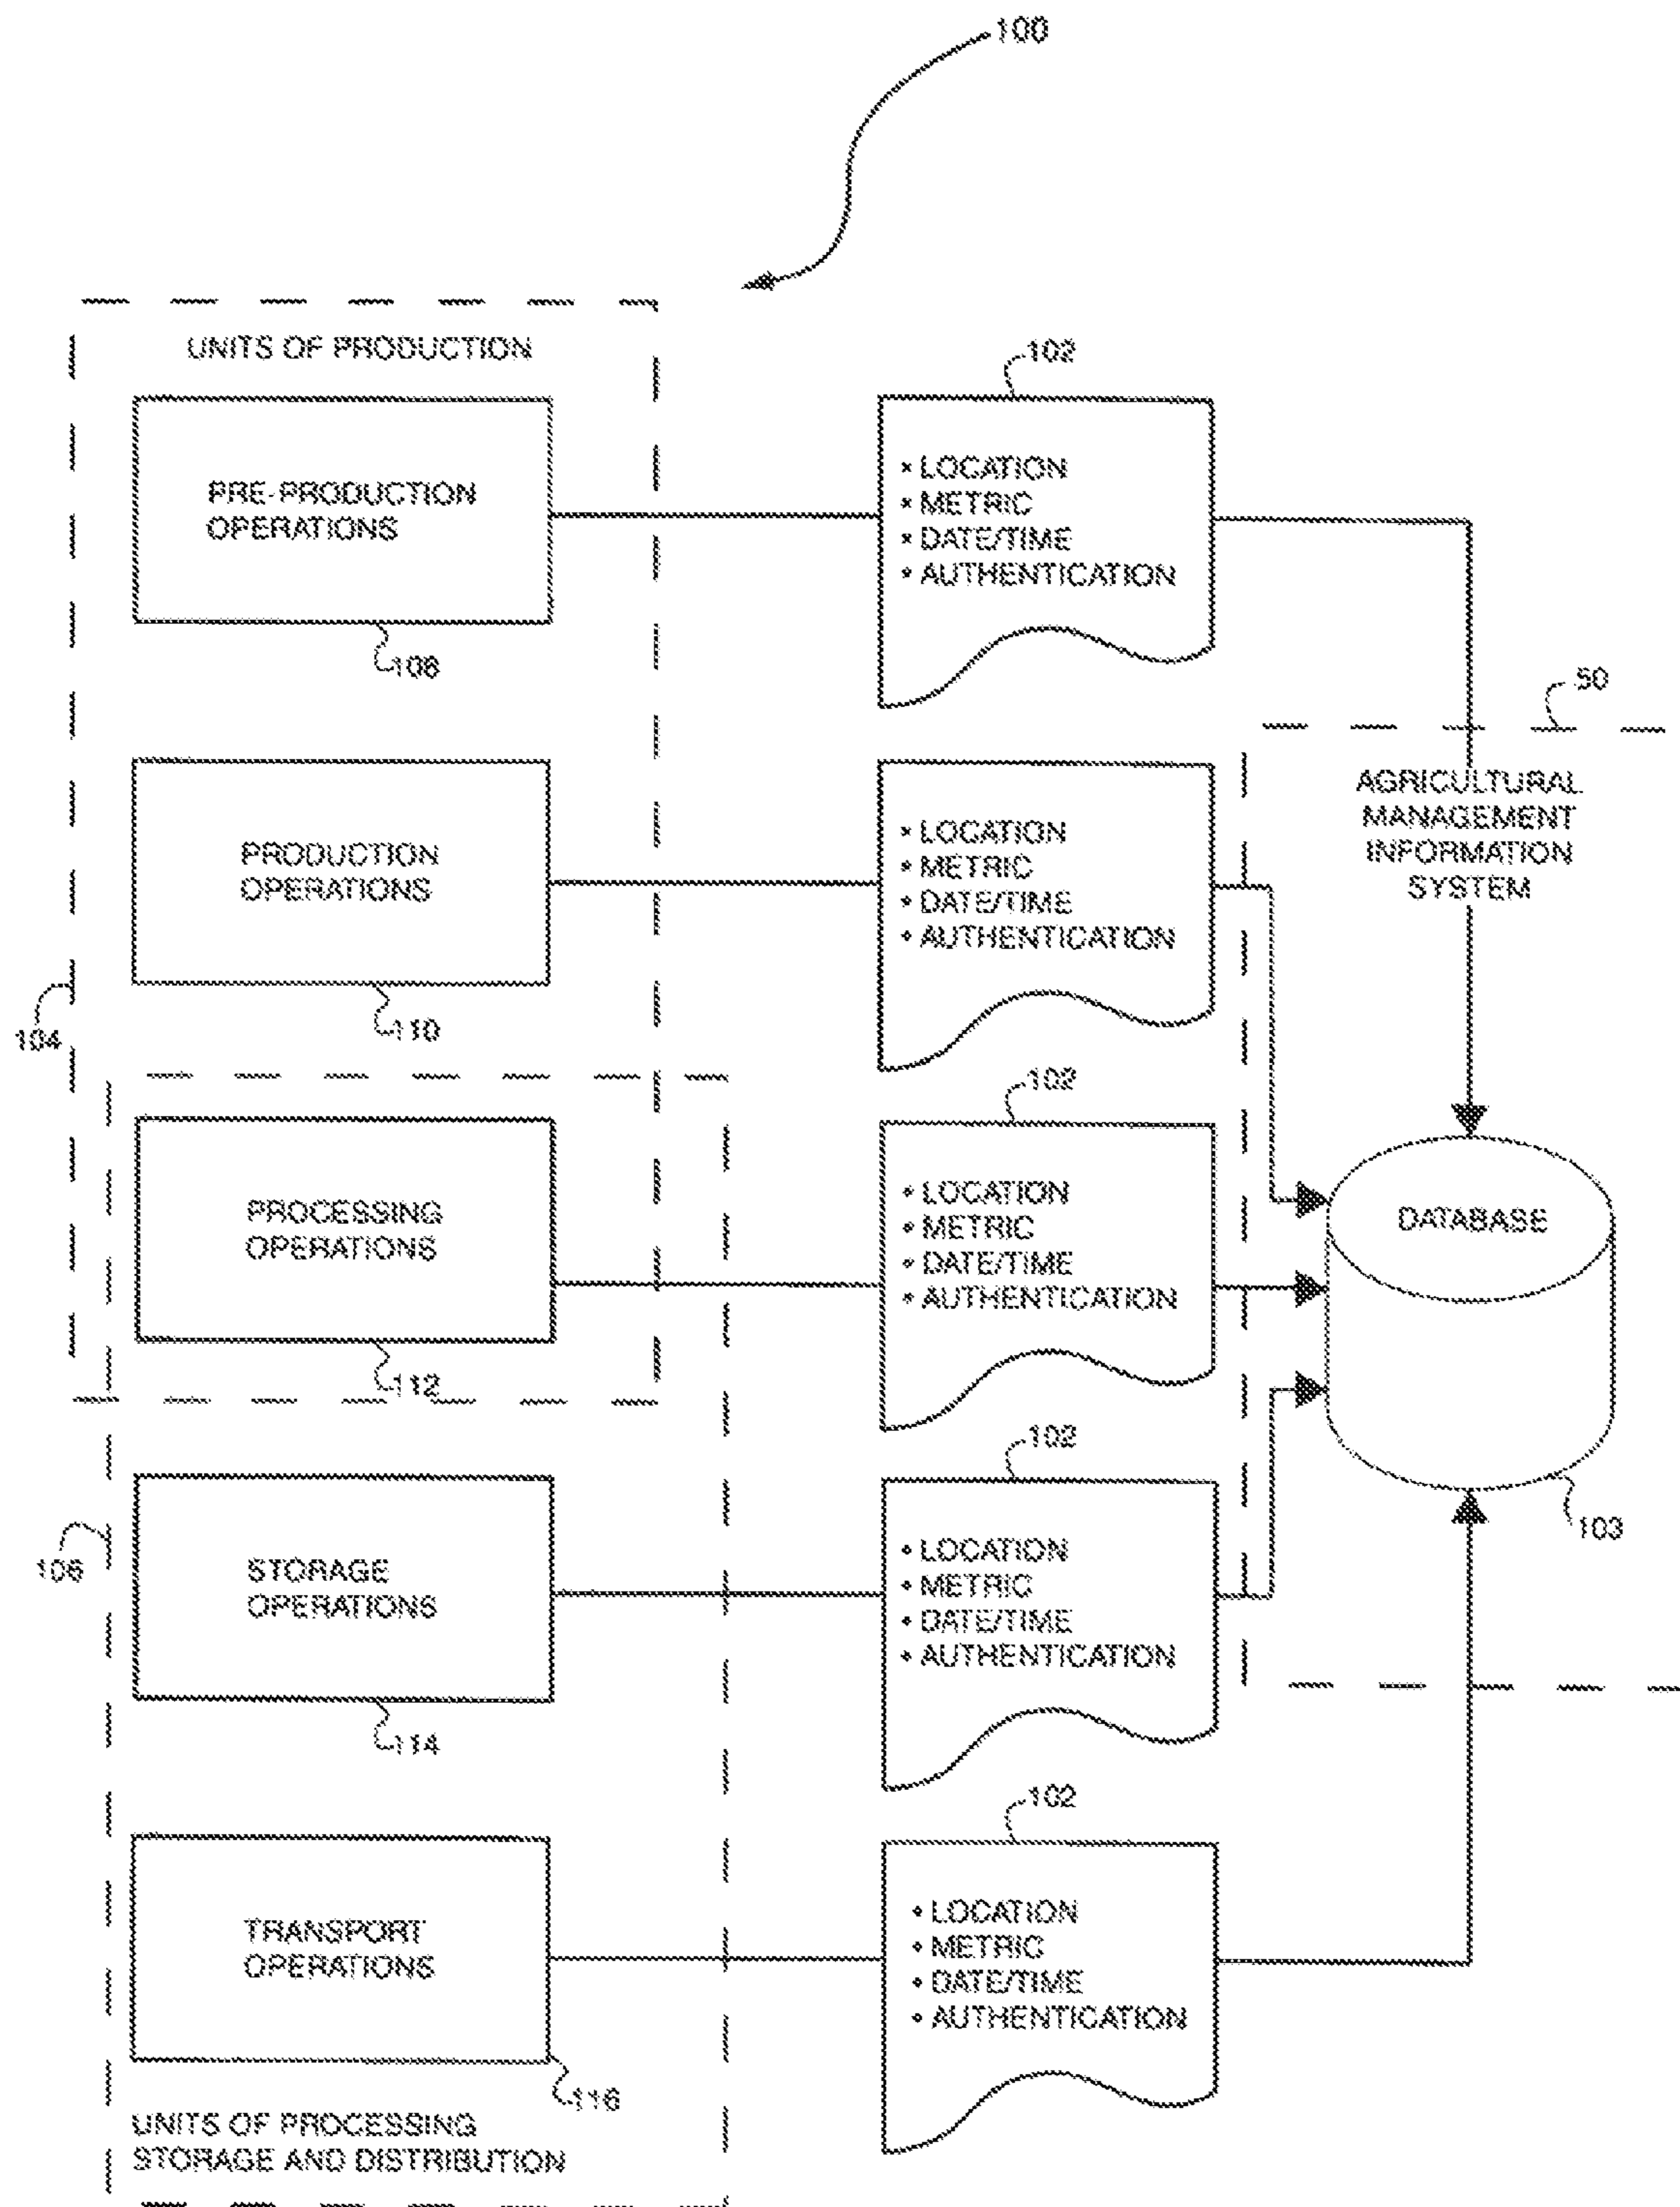 100
UNITS OF PRODUCTION
PRE-PRODUCTION
OPERATIONS
108
102
• LOCATION
• METRIC
• DATE/TIME
• AUTHENTICATION
50
AGRICULTURAL
MANAGEMENT
INFORMATION
SYSTEM
PRODUCTION
OPERATIONS
110
104
• LOCATION
• METRIC
• DATE/TIME
• AUTHENTICATION
PROCESSING
OPERATIONS
112
102
• LOCATION
• METRIC
• DATE/TIME
• AUTHENTICATION
DATABASE
103
STORAGE
OPERATIONS
114
106
102
• LOCATION
• METRIC
• DATE/TIME
• AUTHENTICATION
TRANSPORT
OPERATIONS
116
102
• LOCATION
• METRIC
• DATE/TIME
• AUTHENTICATION
UNITS OF PROCESSING
STORAGE AND DISTRIBUTION